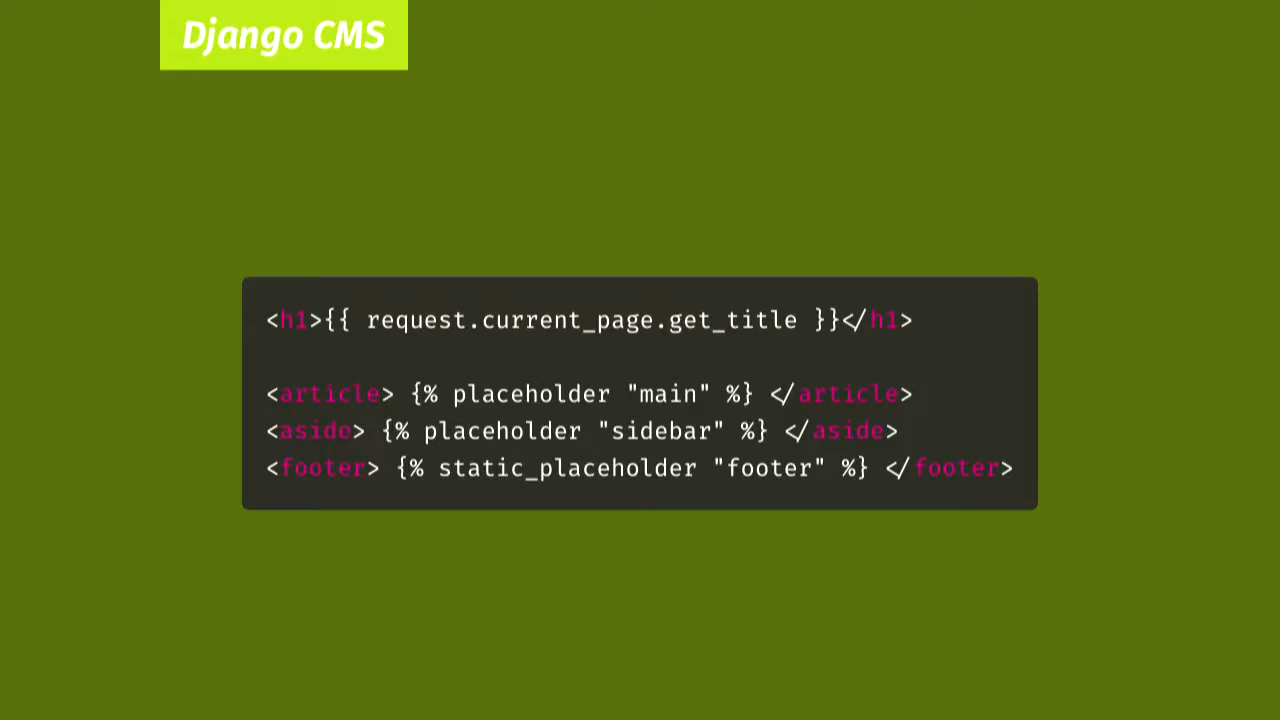 Django CMS
<h1>{{ request.current_page.get_title }}</h1>
<article> {% placeholder "main" %} </article>
<aside> {% placeholder "sidebar" %} </aside>
<footer> {% static_placeholder "footer" %} </footer>